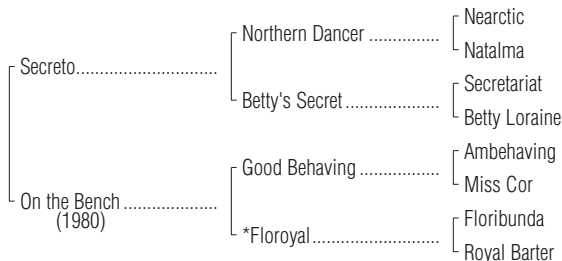 Nearctic
Northern Dancer ...............
Natalma
Secreto..............................
Secretariat
Betty's Secret ....................
Betty Loraine
Ambehaving
Good Behaving .................
Miss Cor
On the Bench ....................
(1980)
Floribunda
*Floroyal...........................
Royal Barter